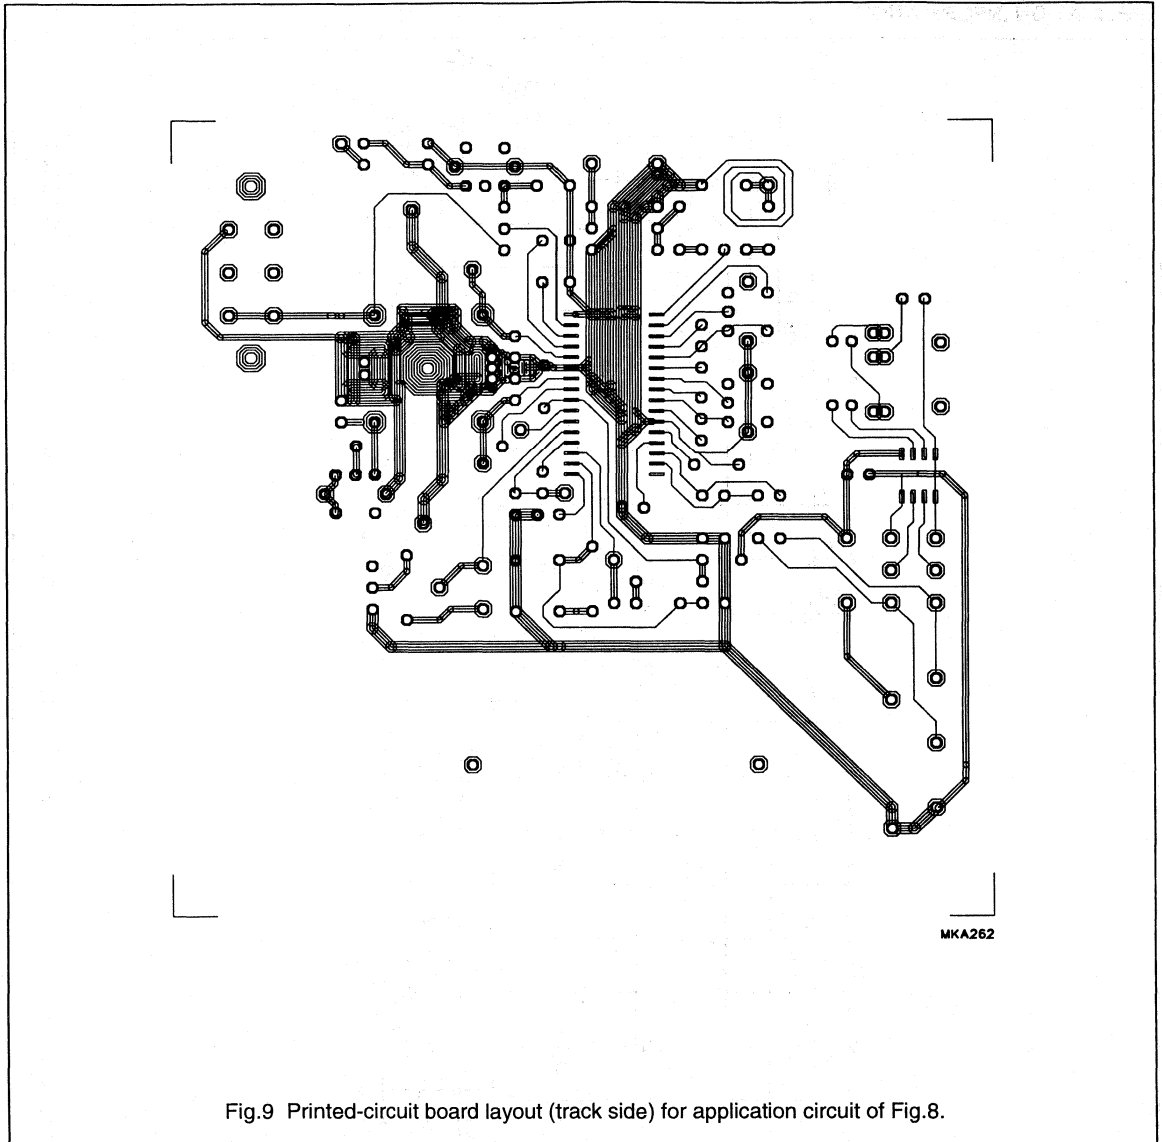 MKA262
Fig.9 Printed-circuit board layout (track side) for application circuit of Fig.8.